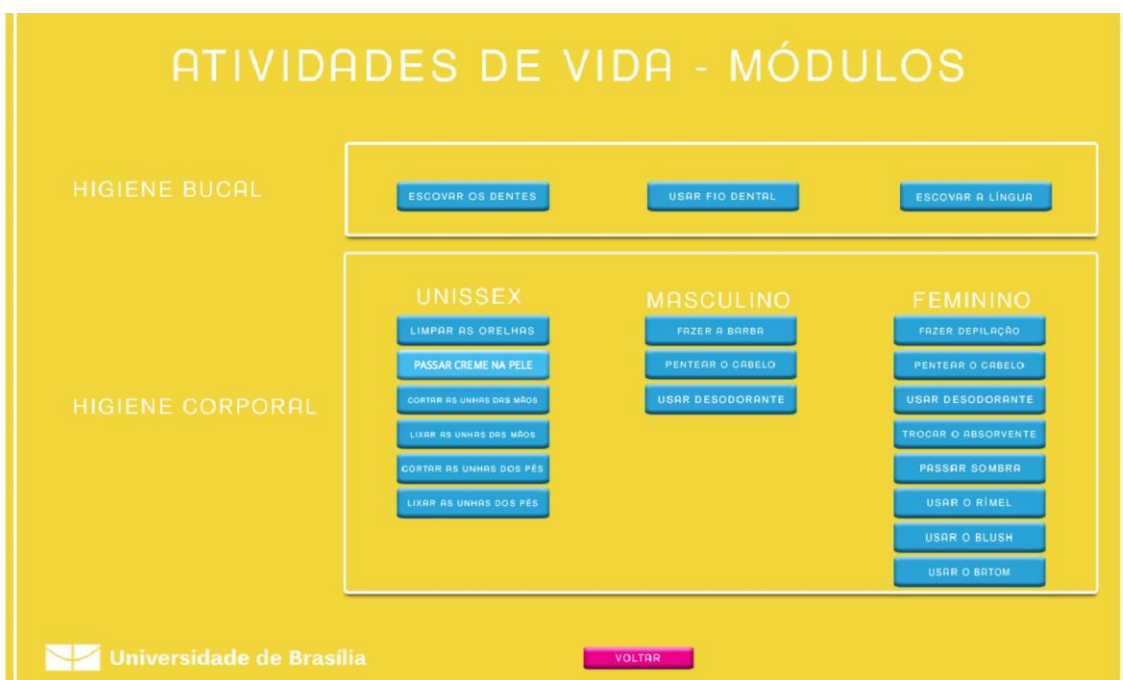 ATIVIDADES DE VIDA - MÓDULOS
HIGIENE BUCAL
ESCOVAR OS DENTES
USAR FIO DENTAL
ESCOVAR A LÍNGUA
HIGIENE CORPORAL
UNISSEX
LIMPAR AS ORELHAS
PASSAR CREME NA PELE
CORTAR AS UNHAS DAS MÃOS
LIXAR AS UNHAS DAS MÃOS
CORTAR AS UNHAS DOS PÉS
LIXAR AS UNHAS DOS PÉS
MASCULINO
FAZER A BARBA
PENTEAR O CABELO
USAR DESODORANTE
FEMININO
FAZER DEPILAÇÃO
PENTEAR O CABELO
USAR DESODORANTE
TROCAR O ABSORVENTE
PASSAR SOMBRA
USAR O RÍMEL
USAR O BLUSH
USAR O BATOM
Universidade de Brasília
VOLTAR